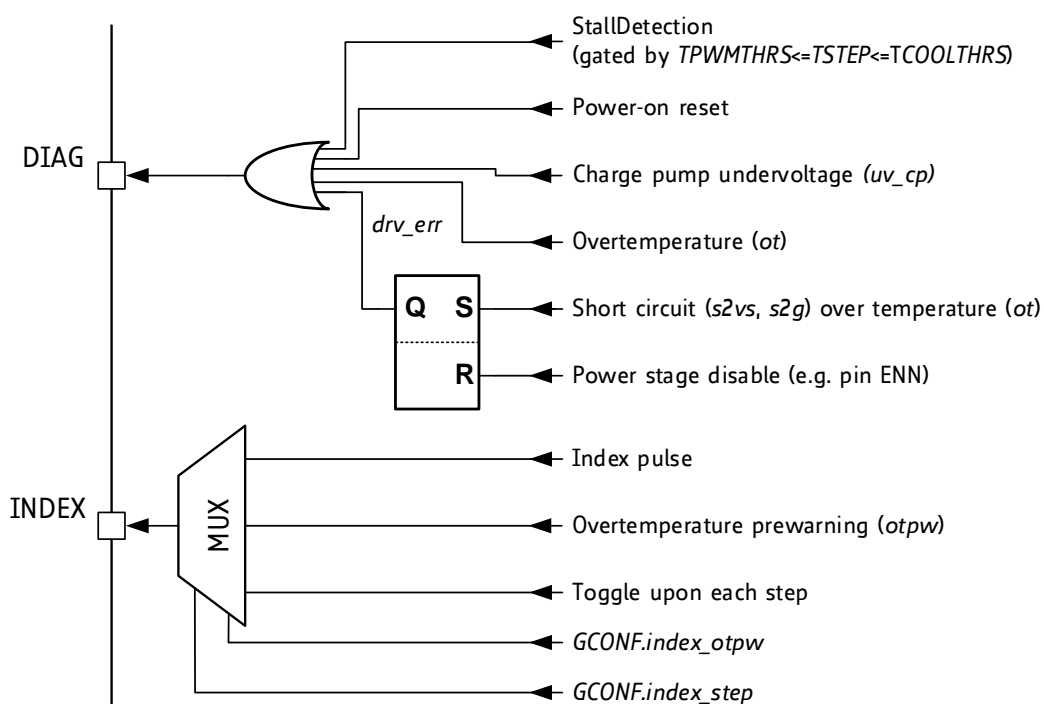 StallDetection
(gated by TPWMTHRS<=TSTEP<=TCOOLTHRS)
Power-on reset
DIAG
Charge pump undervoltage (uv_cp)
drv_err
Overtemperature (ot)
Q S
Short circuit (s2vs, s2g) over temperature (ot)
R
Power stage disable (e.g. pin ENN)
Index pulse
INDEX
MUX
Overtemperature prewarning (otpw)
Toggle upon each step
GCONF.index_otpw
GCONF.index_step